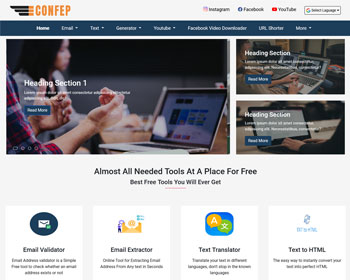 ECONFEP
Instagram Facebook YouTube Select Language
Home Email Text Generator Youtube Facebook Video Downloader URL Shorter More
Heading Section 1
Lorem ipsum dolor amet consectetur adipisicing elit
Read More
Heading Section
Lorem ipsum dolor sit amet consectetur adipisicing elit.
Read More
Heading Section
Lorem ipsum dolor sit amet consectetur adipisicing elit.
Read More
Almost All Needed Tools At A Place For Free
Best Free Tools You Will Ever Get
Email Validator
Email Address validator is a Simple
free tool to check whether an email
address exists or not
Email Extractor
Online Tool for Extracting Email
Address From Any text in Seconds
Text Translator
Translate your text in different
languages, don't stop in the known
languages
TEXT TO HTML
Text to HTML
The easy way to instantly convert your
text into perfect HTML